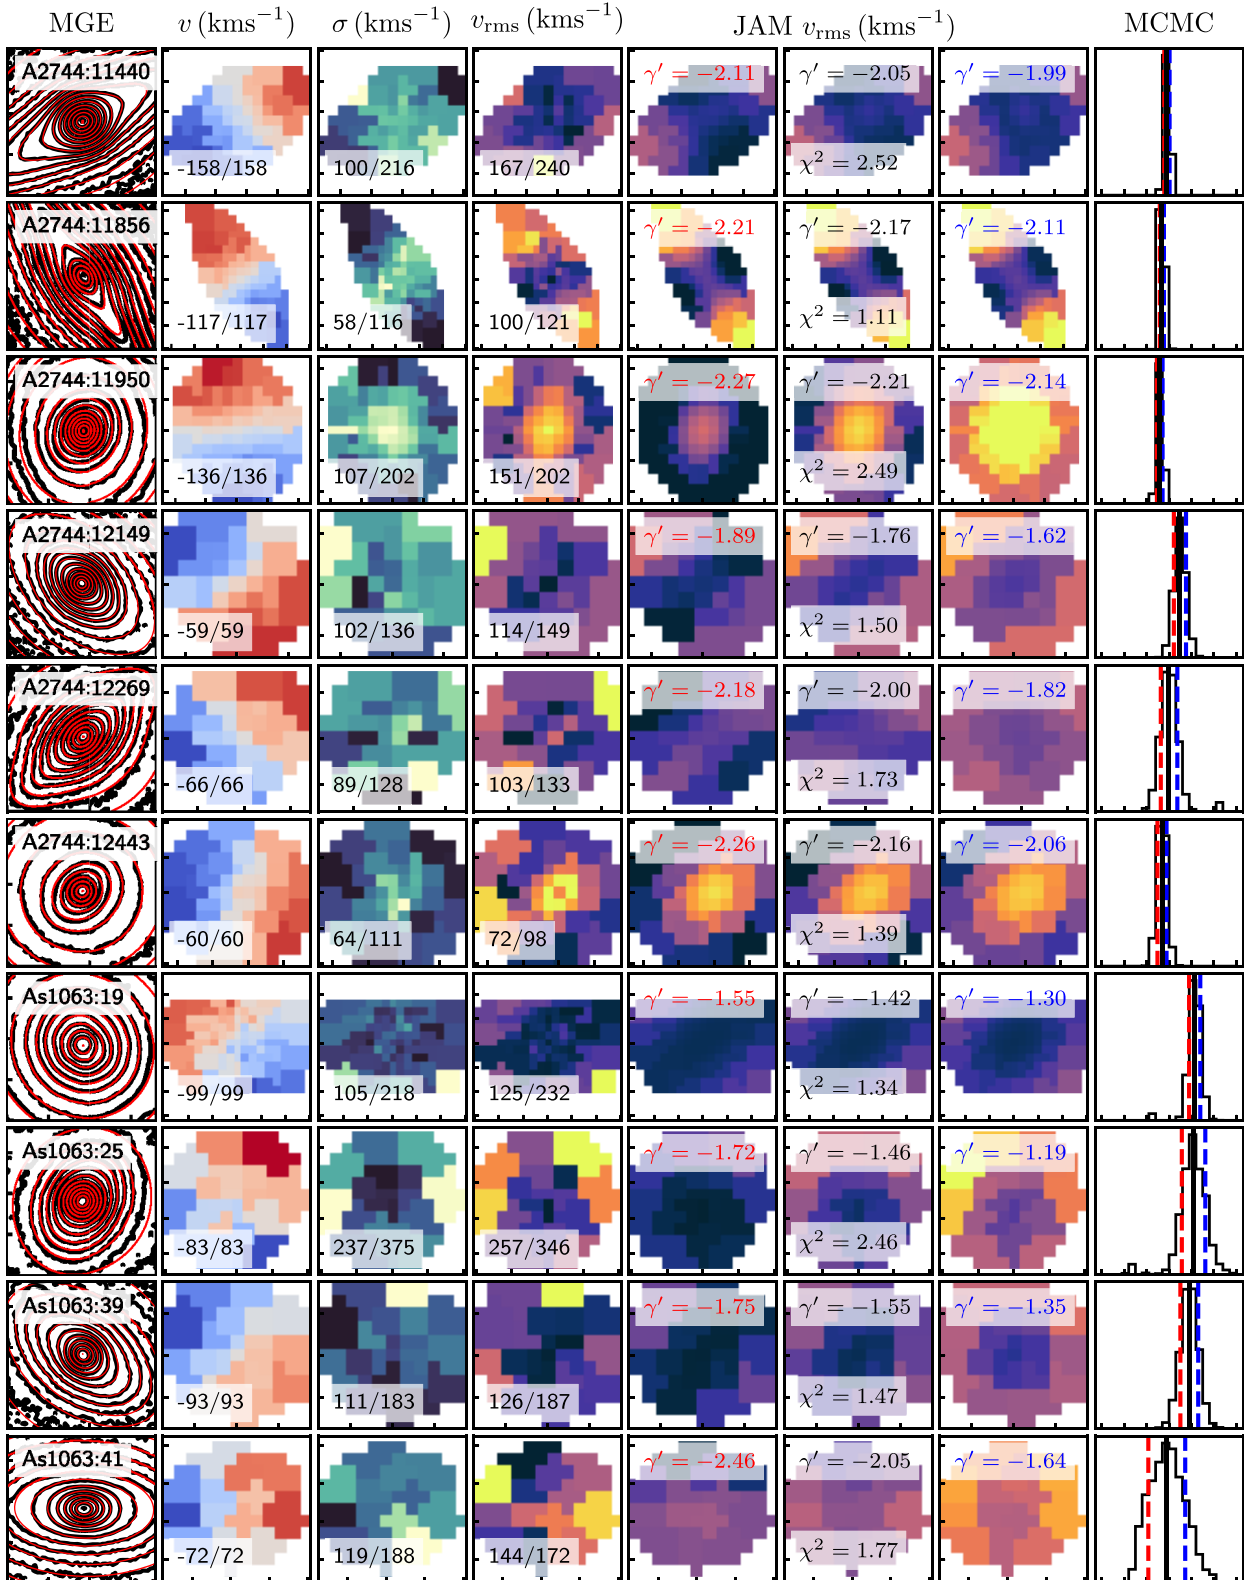 MGE v (kms⁻¹) σ (kms⁻¹) v_rms (kms⁻¹) JAM v_rms (kms⁻¹) MCMC
A2744:11440 γ′ = −2.11 γ′ = −2.05 γ′ = −1.99
-158/158 100/216 167/240 χ² = 2.52
A2744:11856 γ′ = −2.21 γ′ = −2.17 γ′ = −2.11
-117/117 58/116 100/121 χ² = 1.11
A2744:11950 γ′ = −2.27 γ′ = −2.21 γ′ = −2.14
-136/136 107/202 151/202 χ² = 2.49
A2744:12149 γ′ = −1.89 γ′ = −1.76 γ′ = −1.62
-59/59 102/136 114/149 χ² = 1.50
A2744:12269 γ′ = −2.18 γ′ = −2.00 γ′ = −1.82
-66/66 89/128 103/133 χ² = 1.73
A2744:12443 γ′ = −2.26 γ′ = −2.16 γ′ = −2.06
-60/60 64/111 72/98 χ² = 1.39
As1063:19 γ′ = −1.55 γ′ = −1.42 γ′ = −1.30
-99/99 105/218 125/232 χ² = 1.34
As1063:25 γ′ = −1.72 γ′ = −1.46 γ′ = −1.19
-83/83 237/375 257/346 χ² = 2.46
As1063:39 γ′ = −1.75 γ′ = −1.55 γ′ = −1.35
-93/93 111/183 126/187 χ² = 1.47
As1063:41 γ′ = −2.46 γ′ = −2.05 γ′ = −1.64
-72/72 119/188 144/172 χ² = 1.77